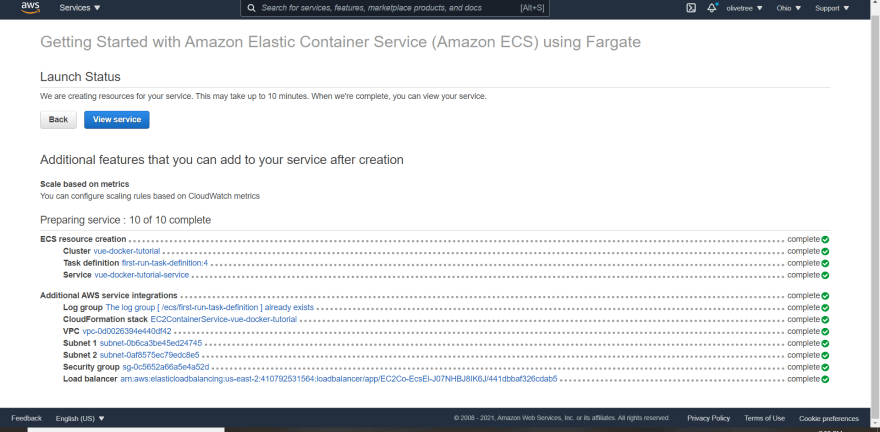 aws Services ▼ Search for services, features, marketplace products, and docs [Alt+S] olivetree ▼ Ohio ▼ Support ▼
Getting Started with Amazon Elastic Container Service (Amazon ECS) using Fargate
Launch Status
We are creating resources for your service. This may take up to 10 minutes. When we're complete, you can view your service.
Back View service
Additional features that you can add to your service after creation
Scale based on metrics
You can configure scaling rules based on CloudWatch metrics
Preparing service : 10 of 10 complete
ECS resource creation complete
Cluster vue-docker-tutorial complete
Task definition first-run-task-definition:4 complete
Service vue-docker-tutorial-service complete
Additional AWS service integrations complete
Log group The log group [ /ecs/first-run-task-definition ] already exists complete
CloudFormation stack EC2ContainerService-vue-docker-tutorial complete
VPC vpc-0d0026394e440df42 complete
Subnet 1 subnet-0b6ca3be45ed24745 complete
Subnet 2 subnet-0af8575ec79edc8e5 complete
Security group sg-0c5652a66a5e4a52d complete
Load balancer arn:aws:elasticloadbalancing:us-east-2:410792531564:loadbalancer/app/EC2Co-EcsEl-J07NHBJ8IK6J/441dbbaf326cdab5 complete
Feedback English (US) ▼ © 2008 - 2021, Amazon Web Services, Inc. or its affiliates. All rights reserved. Privacy Policy Terms of Use Cookie preferences